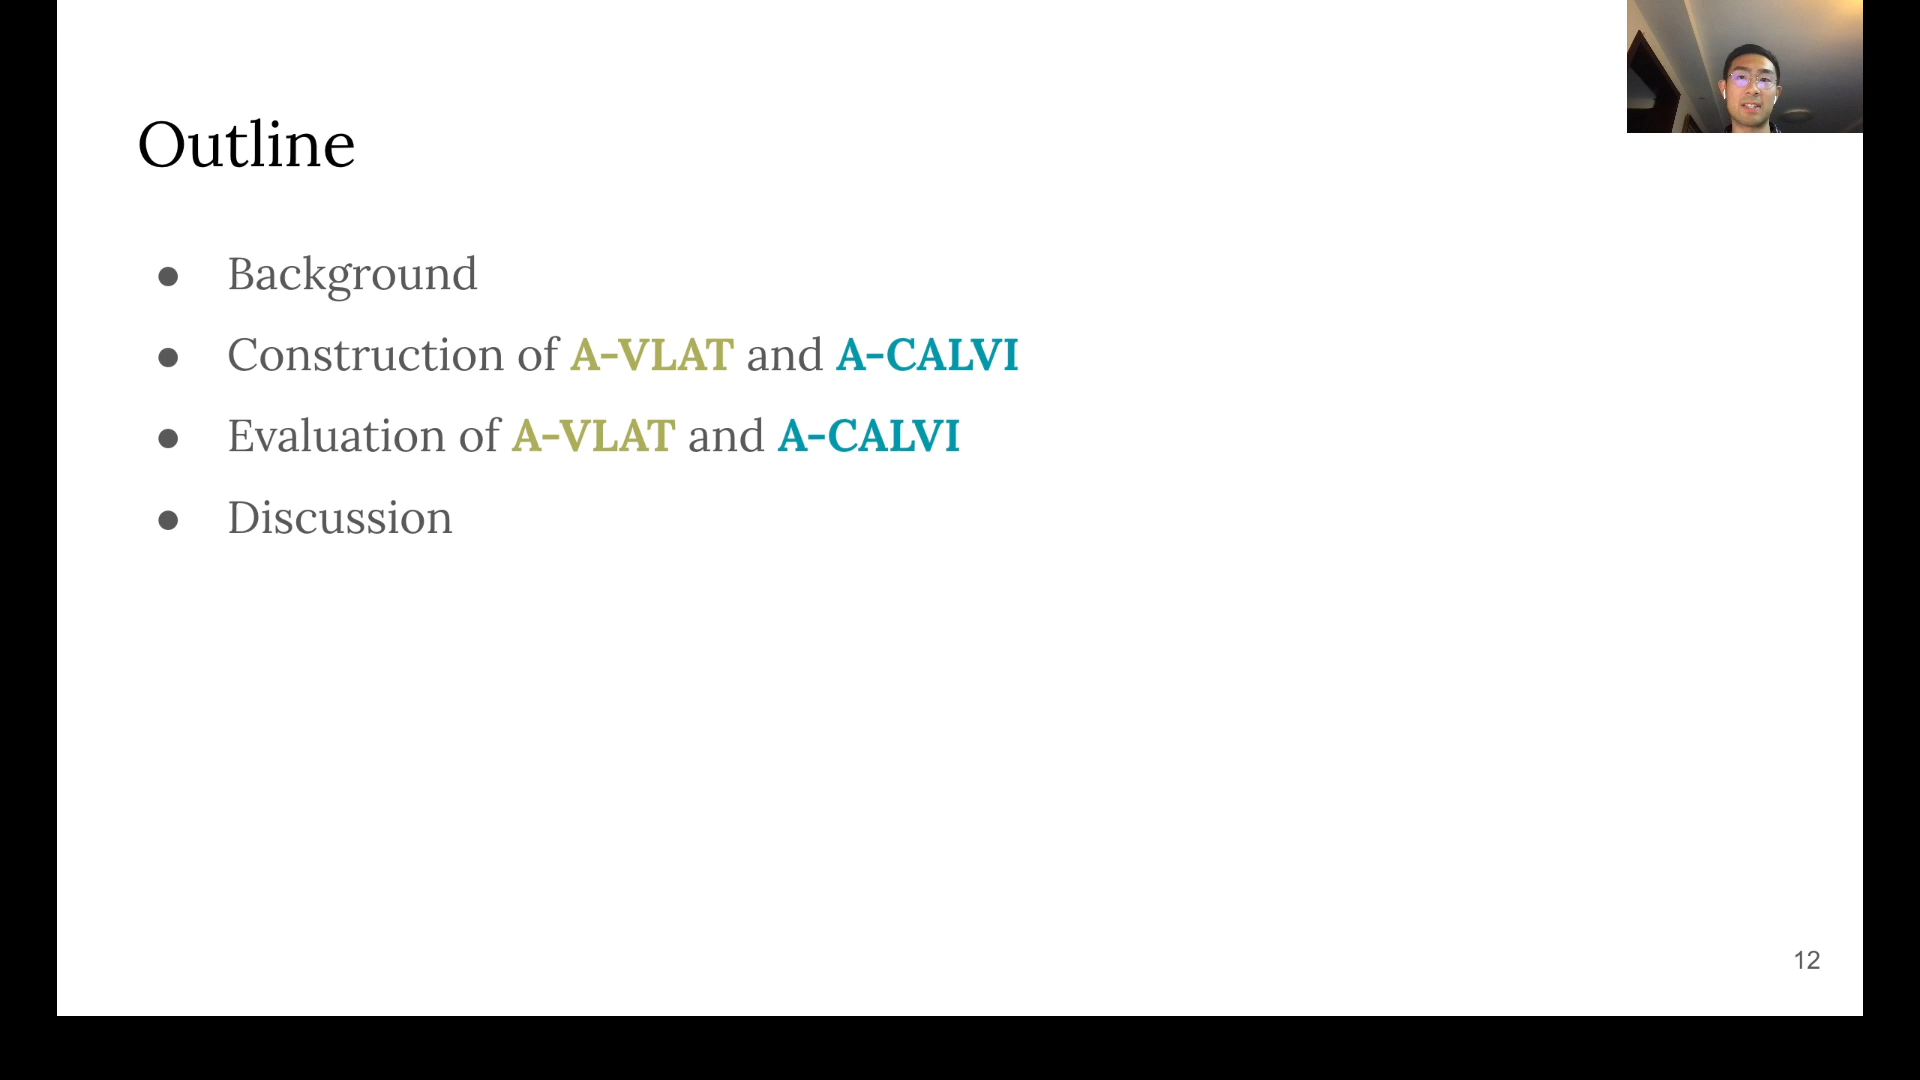 Outline
● Background
● Construction of A-VLAT and A-CALVI
● Evaluation of A-VLAT and A-CALVI
● Discussion
12